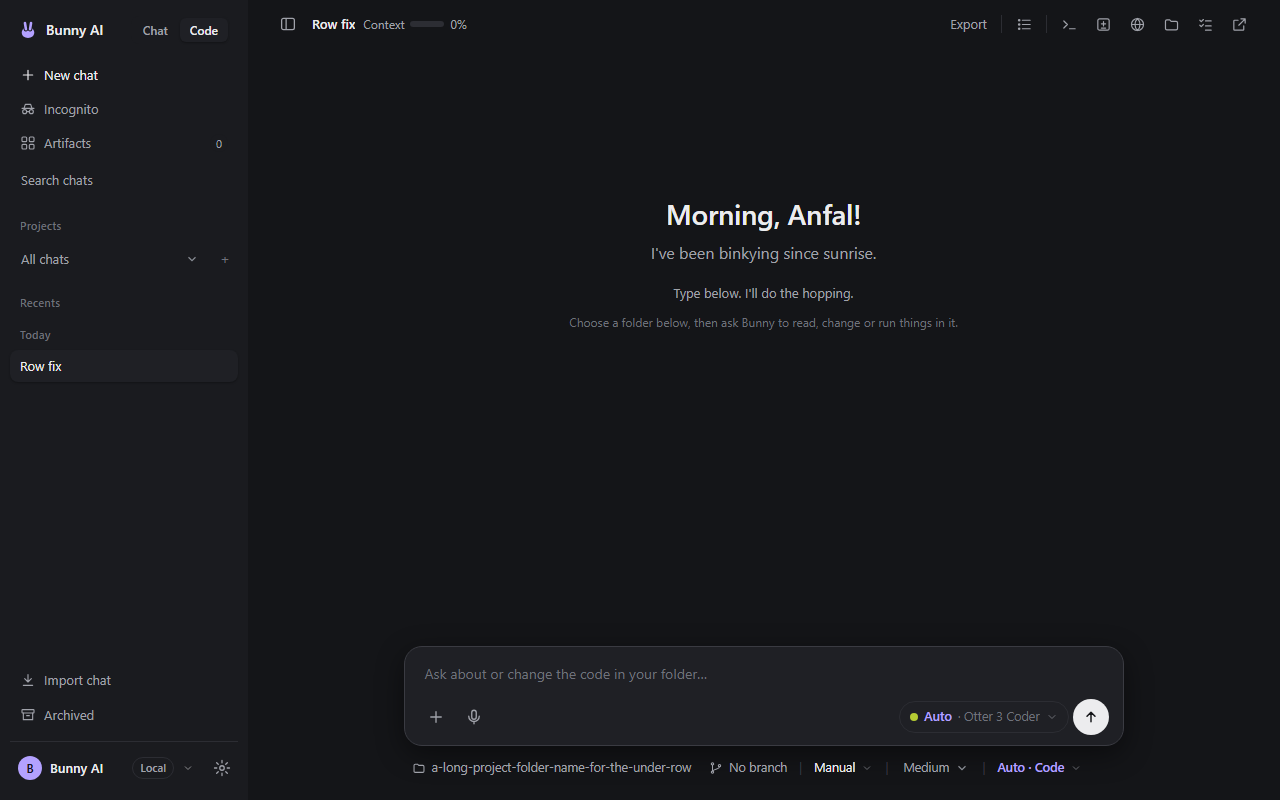 Bunny AI Chat Code
New chat
Incognito
Artifacts 0
Search chats
Projects
All chats +
Recents
Today
Row fix
Import chat
Archived
B Bunny AI Local
Row fix Context 0% Export
Morning, Anfal!
I've been binkying since sunrise.
Type below. I'll do the hopping.
Choose a folder below, then ask Bunny to read, change or run things in it.
Ask about or change the code in your folder...
Auto · Otter 3 Coder
a-long-project-folder-name-for-the-under-row No branch | Manual | Medium | Auto · Code